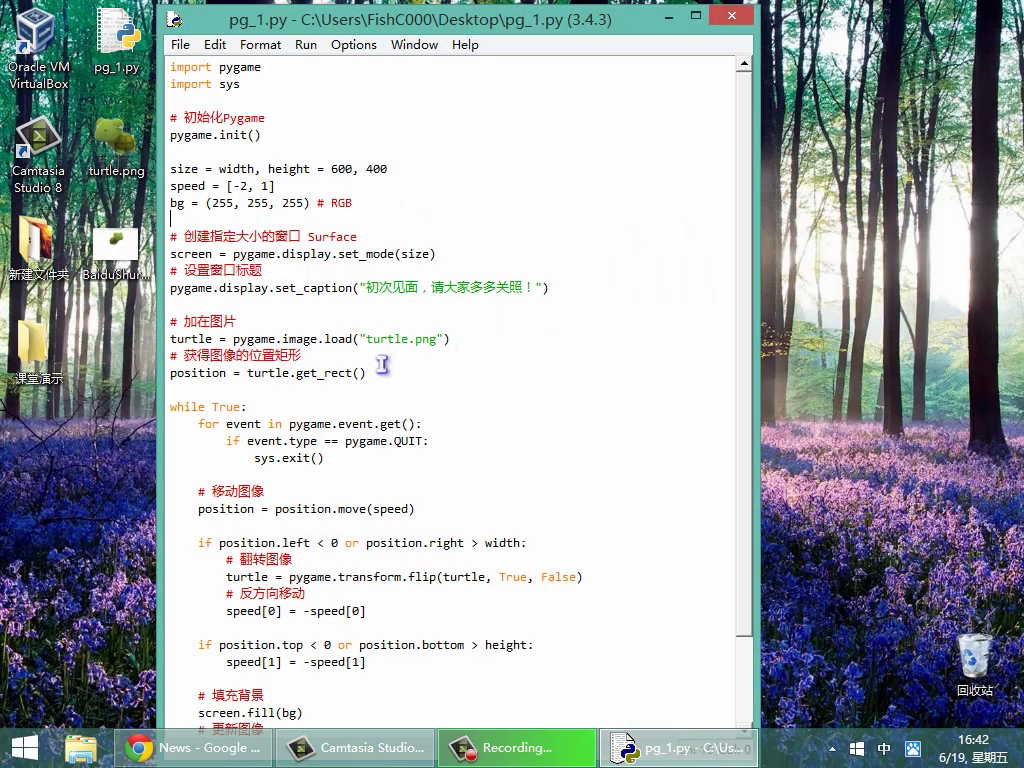 pg_1.py - C:\Users\FishC000\Desktop\pg_1.py (3.4.3)
File Edit Format Run Options Window Help
Oracle VM
VirtualBox
pg_1.py
Camtasia
Studio 8
turtle.png
新建文件夹
BaiduShur...
课堂演示
import pygame
import sys
# 初始化Pygame
pygame.init()
size = width, height = 600, 400
speed = [-2, 1]
bg = (255, 255, 255) # RGB
# 创建指定大小的窗口 Surface
screen = pygame.display.set_mode(size)
# 设置窗口标题
pygame.display.set_caption("初次见面，请大家多多关照！")
# 加在图片
turtle = pygame.image.load("turtle.png")
# 获得图像的位置矩形
position = turtle.get_rect()
while True:
for event in pygame.event.get():
if event.type == pygame.QUIT:
sys.exit()
# 移动图像
position = position.move(speed)
if position.left < 0 or position.right > width:
# 翻转图像
turtle = pygame.transform.flip(turtle, True, False)
# 反方向移动
speed[0] = -speed[0]
if position.top < 0 or position.bottom > height:
speed[1] = -speed[1]
# 填充背景
screen.fill(bg)
# 更新图像
回收站
News - Google ...
Camtasia Studio...
Recording...
pg_1.py - C:\Us...
中
16:42
6/19, 星期五